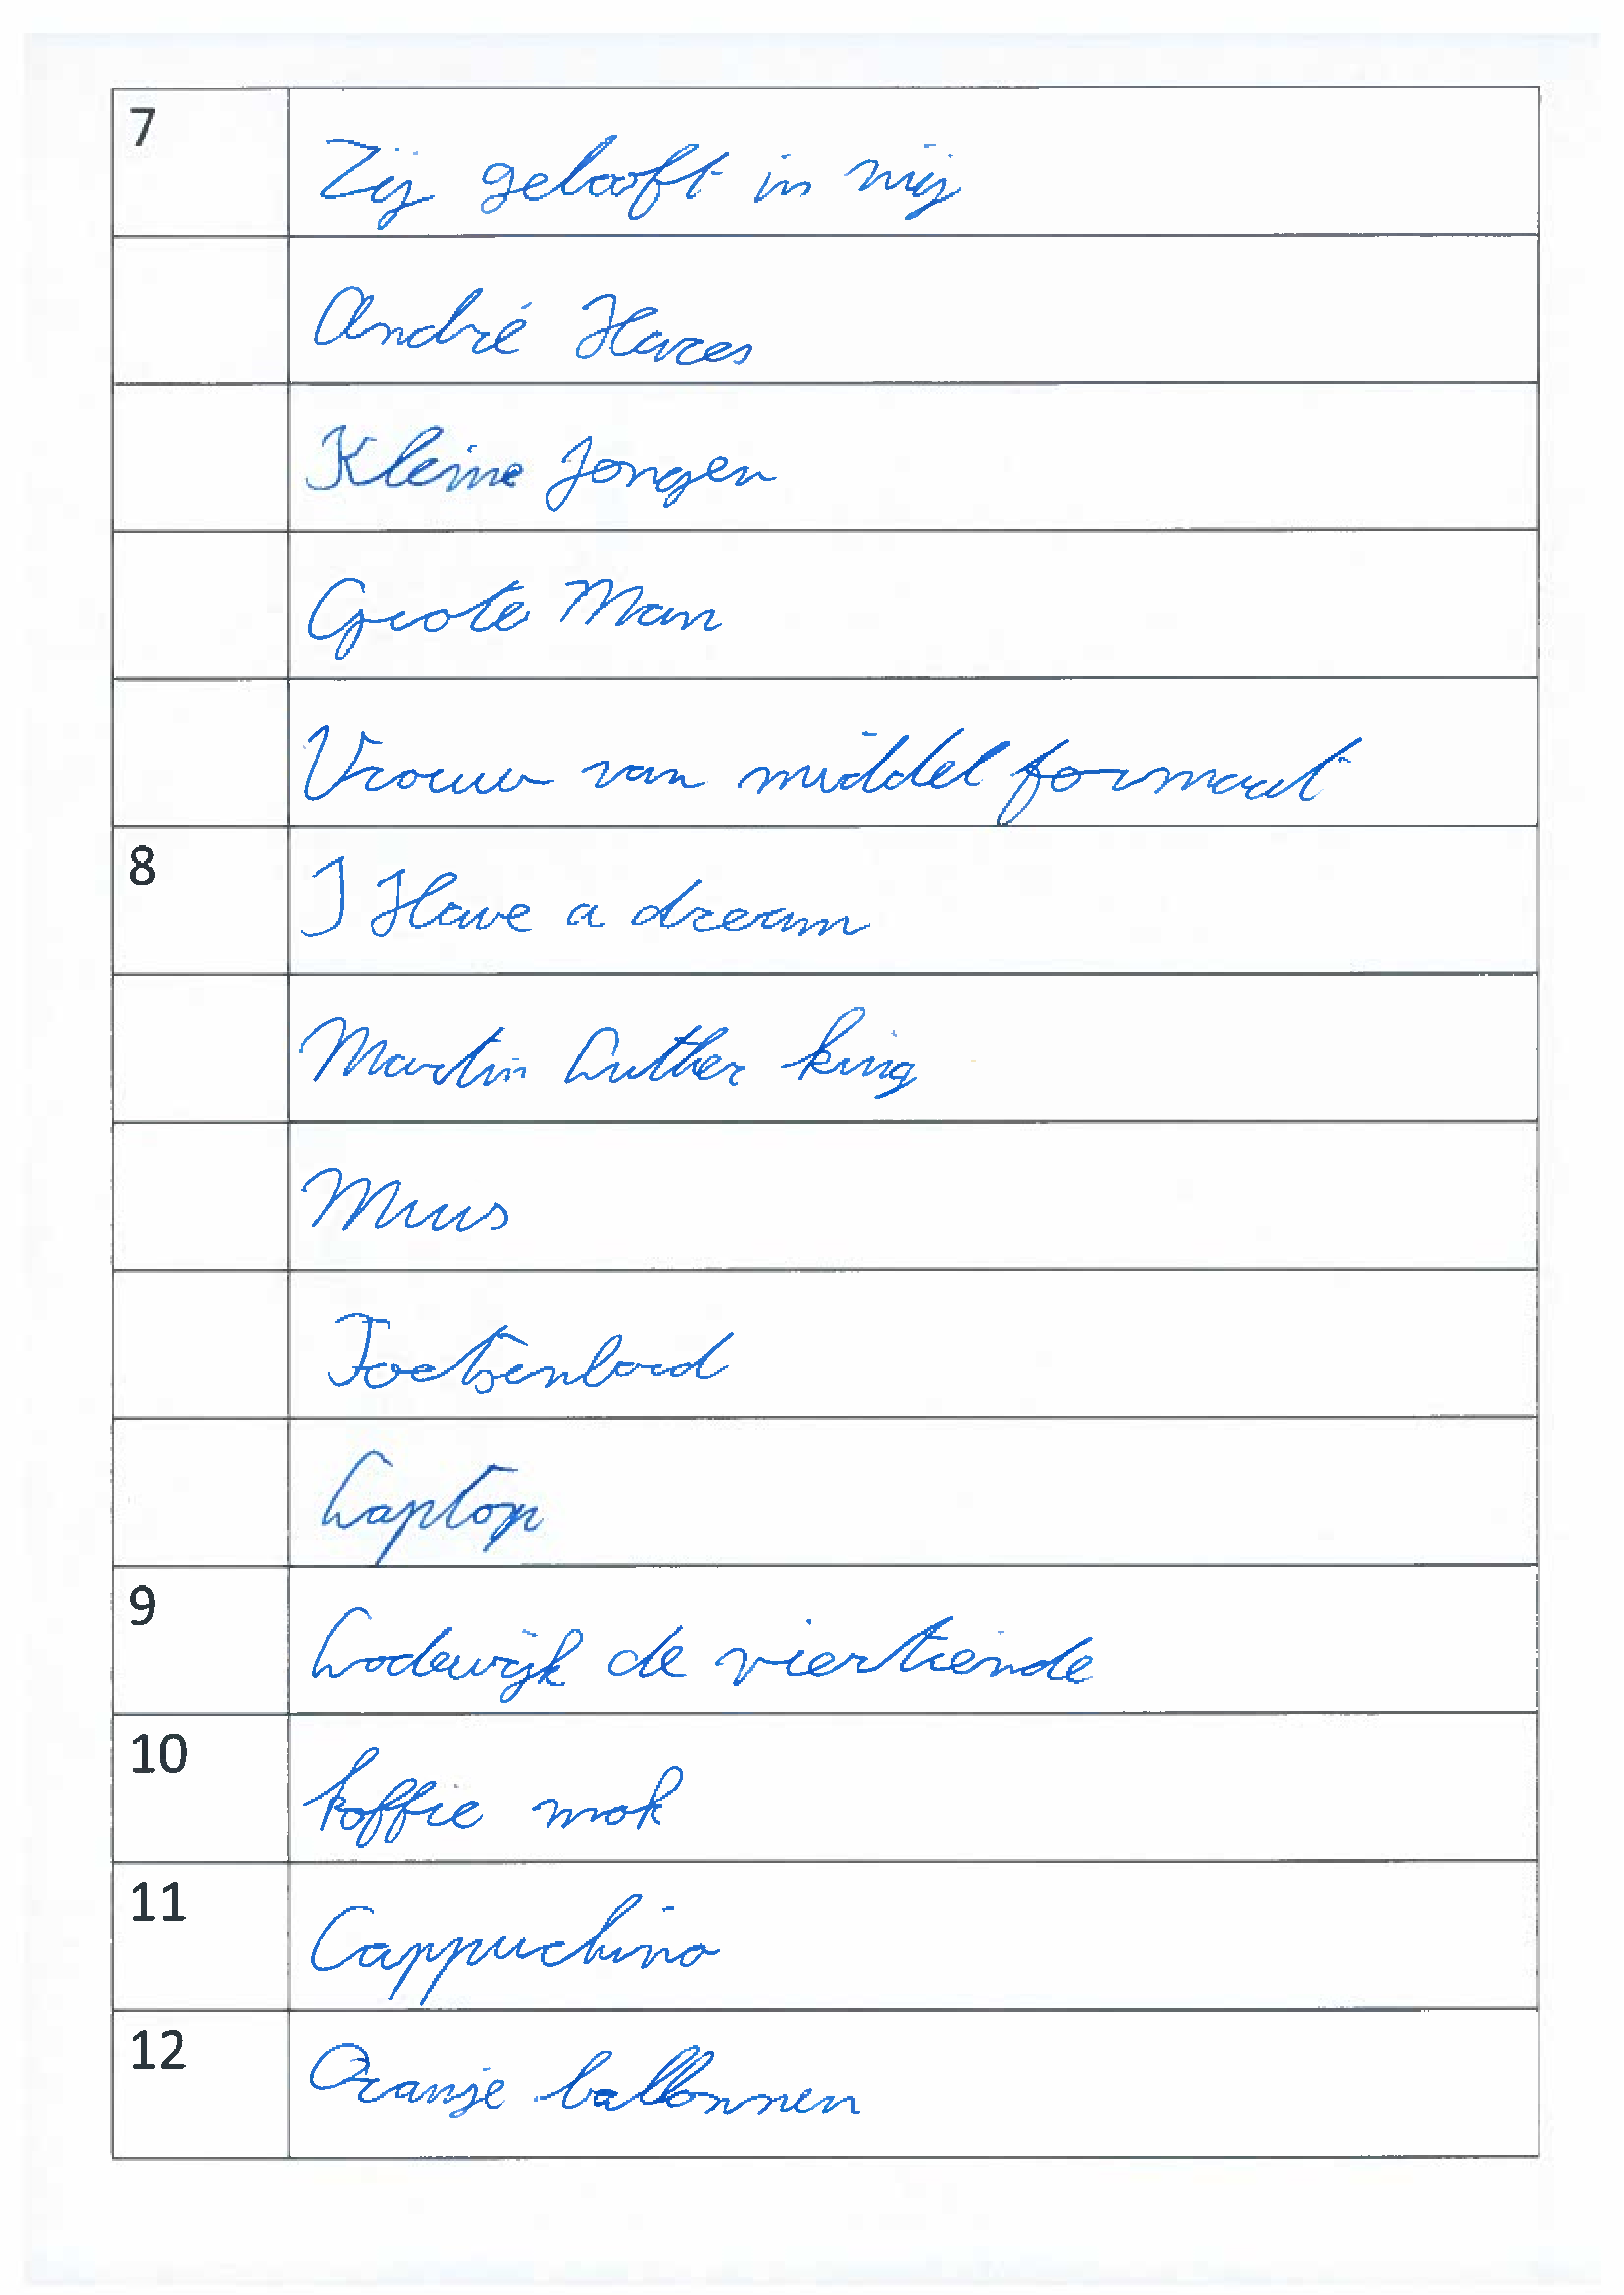 7 Zij gelooft in mij
André Hazes
Kleine Jongen
Grote Man
Vrouw van middel formaat
8 I Have a dream
Martin Luther king
Muis
Toetsenbord
Laptop
9 Lodewijk de viertiende
10 koffie mok
11 Cappuchino
12 Oranje ballonnen